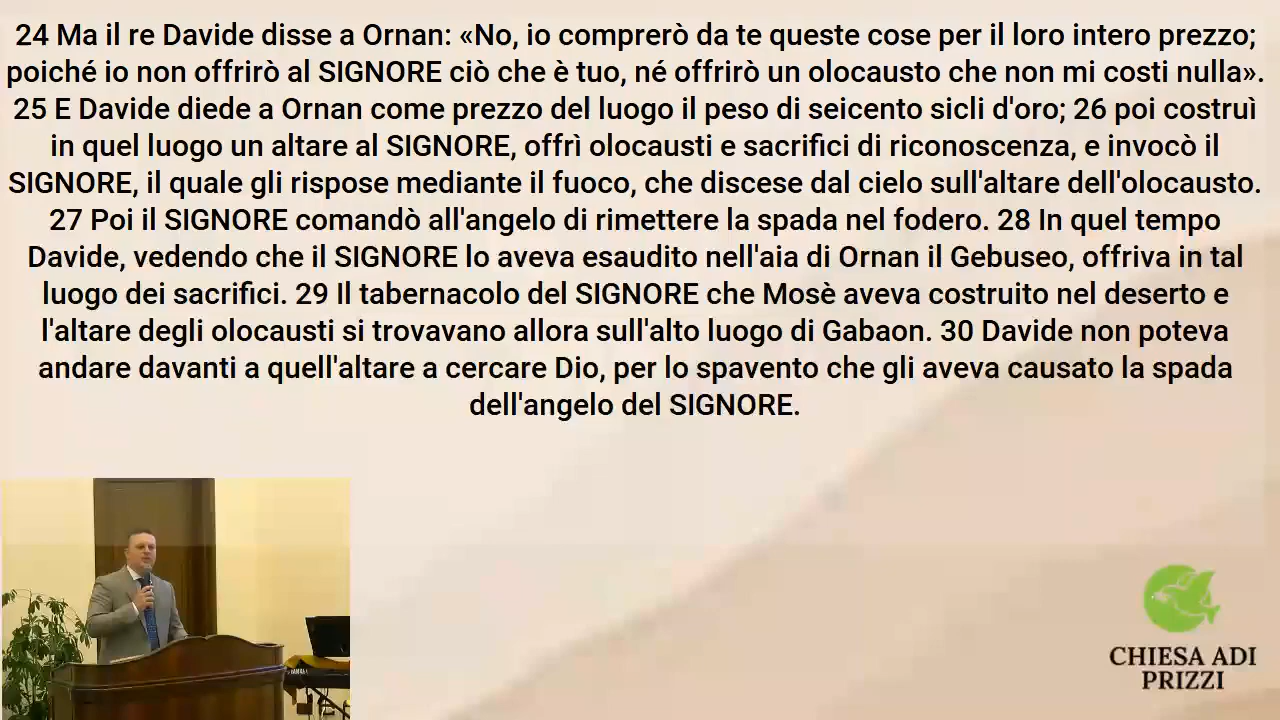 24 Ma il re Davide disse a Ornan: «No, io comprerò da te queste cose per il loro intero prezzo;
poiché io non offrirò al SIGNORE ciò che è tuo, né offrirò un olocausto che non mi costi nulla».
25 E Davide diede a Ornan come prezzo del luogo il peso di seicento sicli d'oro; 26 poi costruì
in quel luogo un altare al SIGNORE, offrì olocausti e sacrifici di riconoscenza, e invocò il
SIGNORE, il quale gli rispose mediante il fuoco, che discese dal cielo sull'altare dell'olocausto.
27 Poi il SIGNORE comandò all'angelo di rimettere la spada nel fodero. 28 In quel tempo
Davide, vedendo che il SIGNORE lo aveva esaudito nell'aia di Ornan il Gebuseo, offriva in tal
luogo dei sacrifici. 29 Il tabernacolo del SIGNORE che Mosè aveva costruito nel deserto e
l'altare degli olocausti si trovavano allora sull'alto luogo di Gabaon. 30 Davide non poteva
andare davanti a quell'altare a cercare Dio, per lo spavento che gli aveva causato la spada
dell'angelo del SIGNORE.
CHIESA ADI
PRIZZI